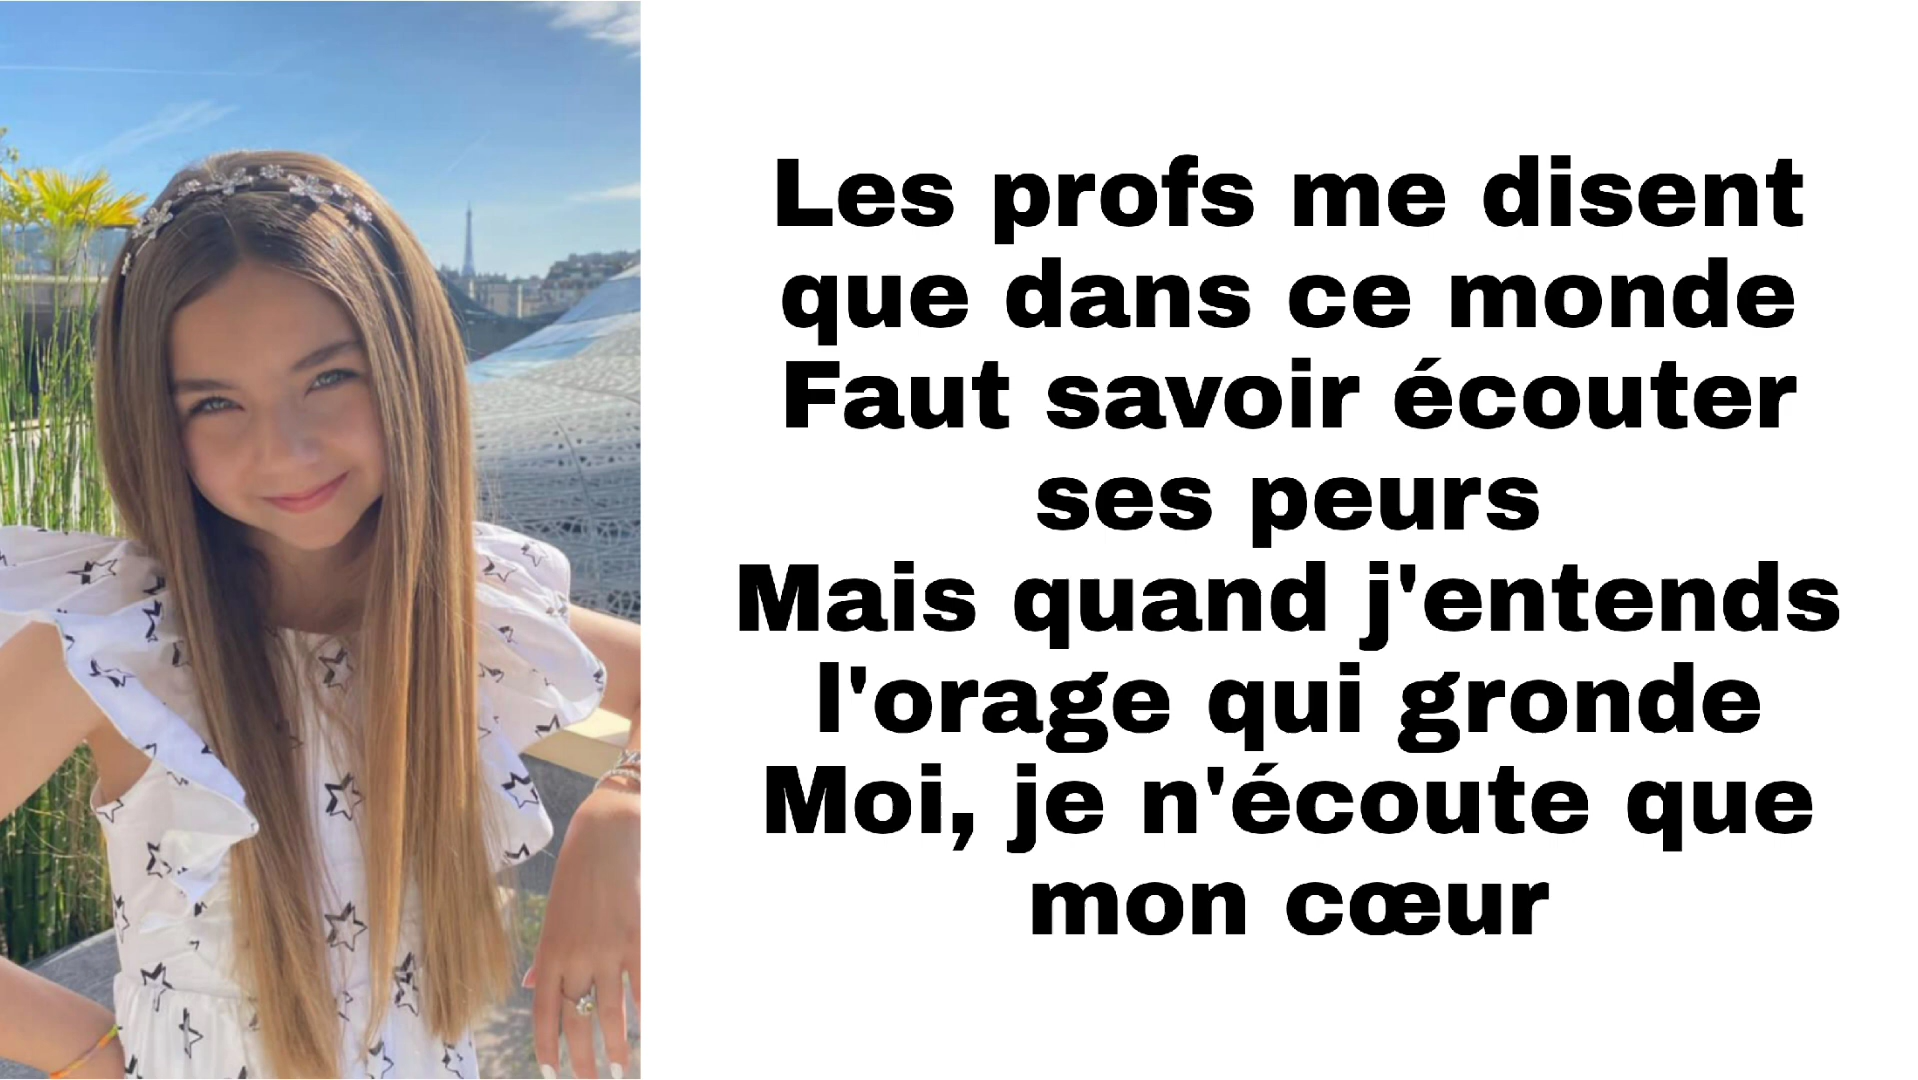 Les profs me disent
que dans ce monde
Faut savoir écouter
ses peurs
Mais quand j'entends
l'orage qui gronde
Moi, je n'écoute que
mon cœur